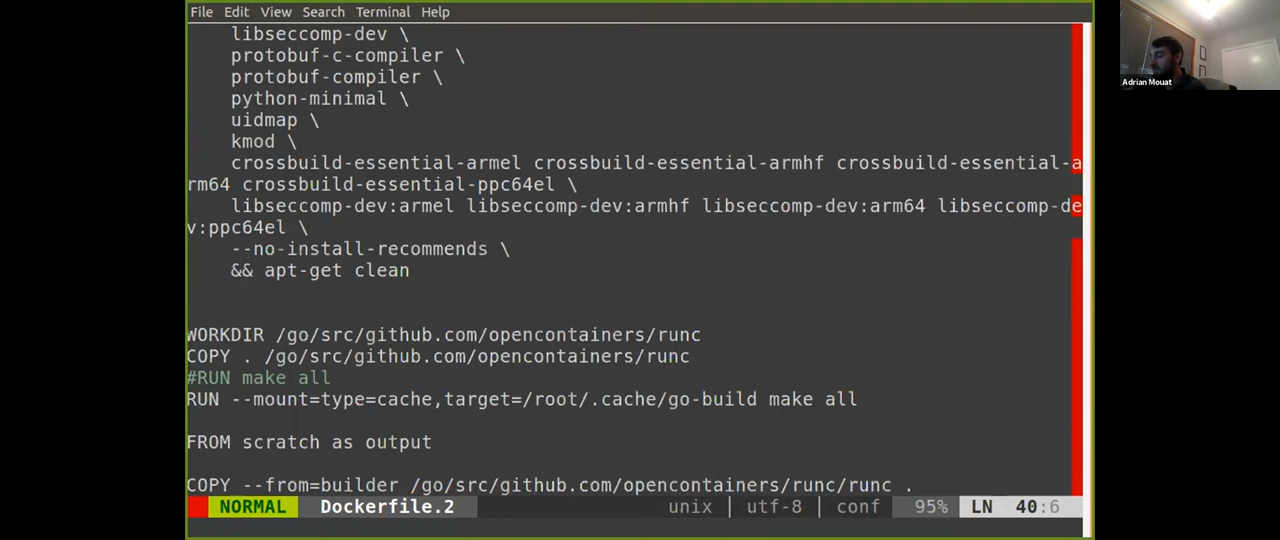 File Edit View Search Terminal Help
libseccomp-dev \
protobuf-c-compiler \
protobuf-compiler \
python-minimal \
uidmap \
kmod \
crossbuild-essential-armel crossbuild-essential-armhf crossbuild-essential-a
rm64 crossbuild-essential-ppc64el \
libseccomp-dev:armel libseccomp-dev:armhf libseccomp-dev:arm64 libseccomp-de
v:ppc64el \
--no-install-recommends \
&& apt-get clean
WORKDIR /go/src/github.com/opencontainers/runc
COPY . /go/src/github.com/opencontainers/runc
#RUN make all
RUN --mount=type=cache,target=/root/.cache/go-build make all
FROM scratch as output
COPY --from=builder /go/src/github.com/opencontainers/runc/runc .
NORMAL Dockerfile.2 unix | utf-8 | conf 95% LN 40:6
Adrian Mouat